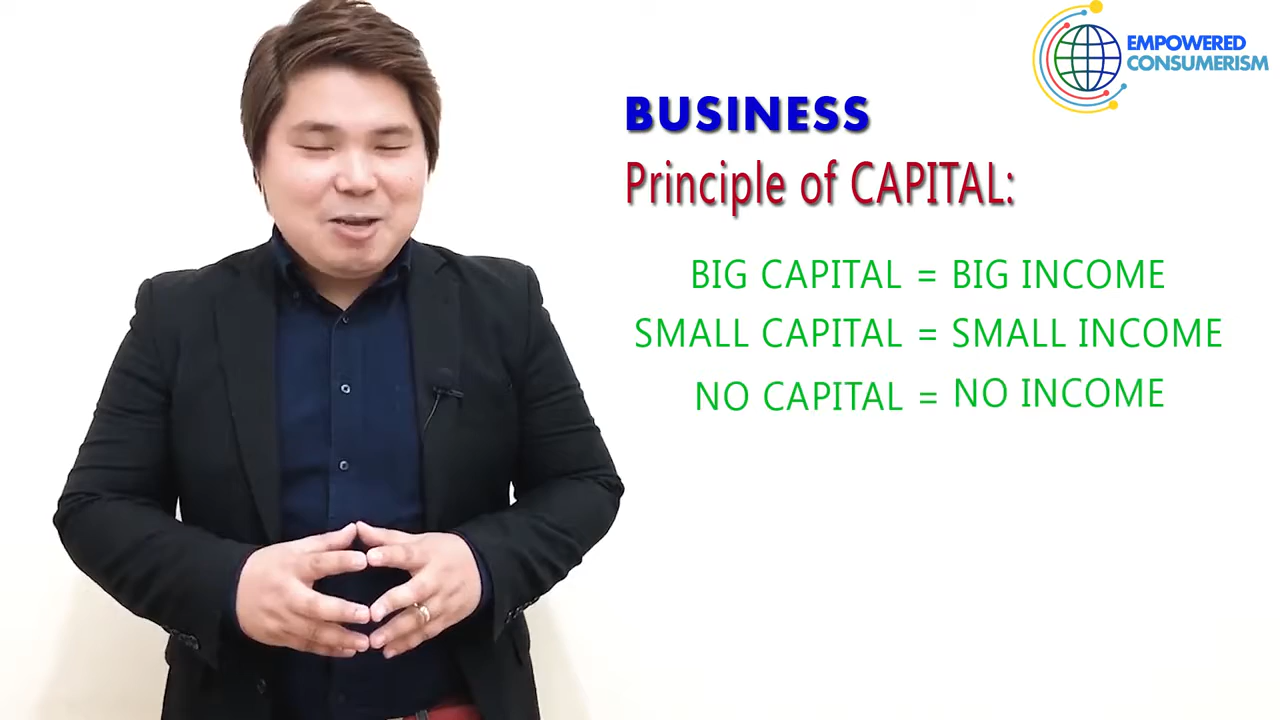 EMPOWERED
CONSUMERISM
BUSINESS
Principle of CAPITAL:
BIG CAPITAL = BIG INCOME
SMALL CAPITAL = SMALL INCOME
NO CAPITAL = NO INCOME